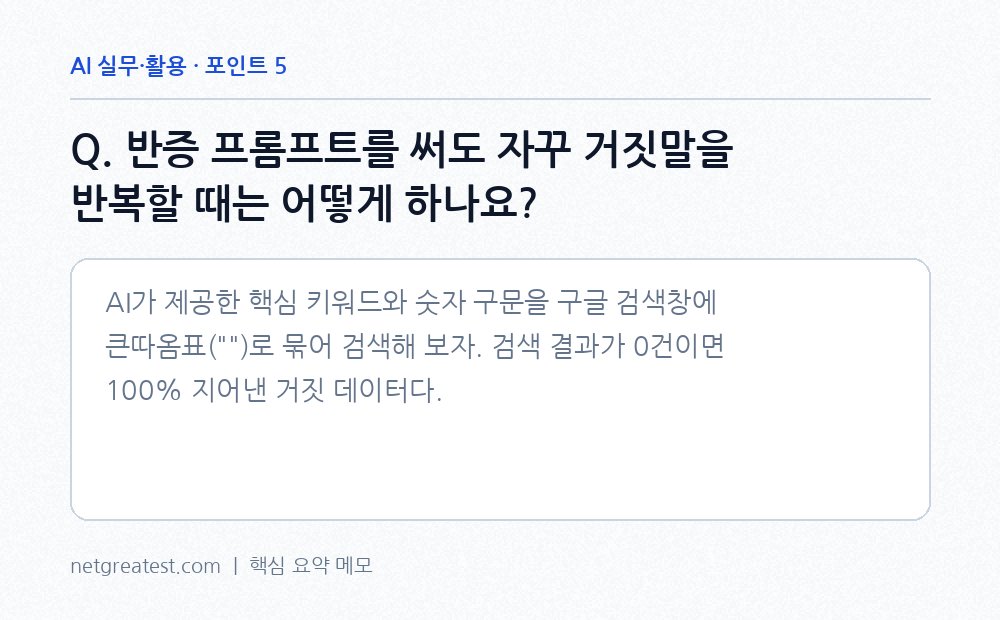 AI 실무·활용 · 포인트 5
Q. 반증 프롬프트를 써도 자꾸 거짓말을
반복할 때는 어떻게 하나요?
AI가 제공한 핵심 키워드와 숫자 구문을 구글 검색창에
큰따옴표("")로 묶어 검색해 보자. 검색 결과가 0건이면
100% 지어낸 거짓 데이터다.
netgreatest.com | 핵심 요약 메모